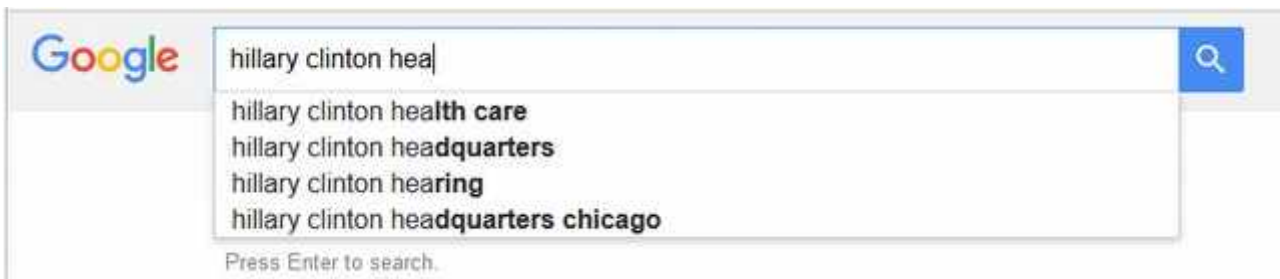 Google
hillary clinton hea
hillary clinton health care
hillary clinton headquarters
hillary clinton hearing
hillary clinton headquarters chicago
Press Enter to search.